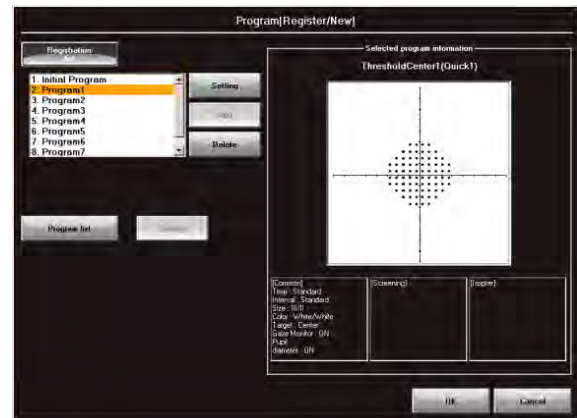 Program[Register/New]
Registration
list
Selected program information
ThresholdCenter1(Quick1)
1. Initial Program
2. Program1
3. Program2
4. Program3
5. Program4
6. Program5
7. Program6
8. Program7
Setting
Delete
Program list
[Common]
Time : Standard
Interval : Standard
Size : III/II
Color : White/White
Target : Center
Gaze Monitor : ON
Pupil
diameter : ON
[Screening]
OK
Cancel